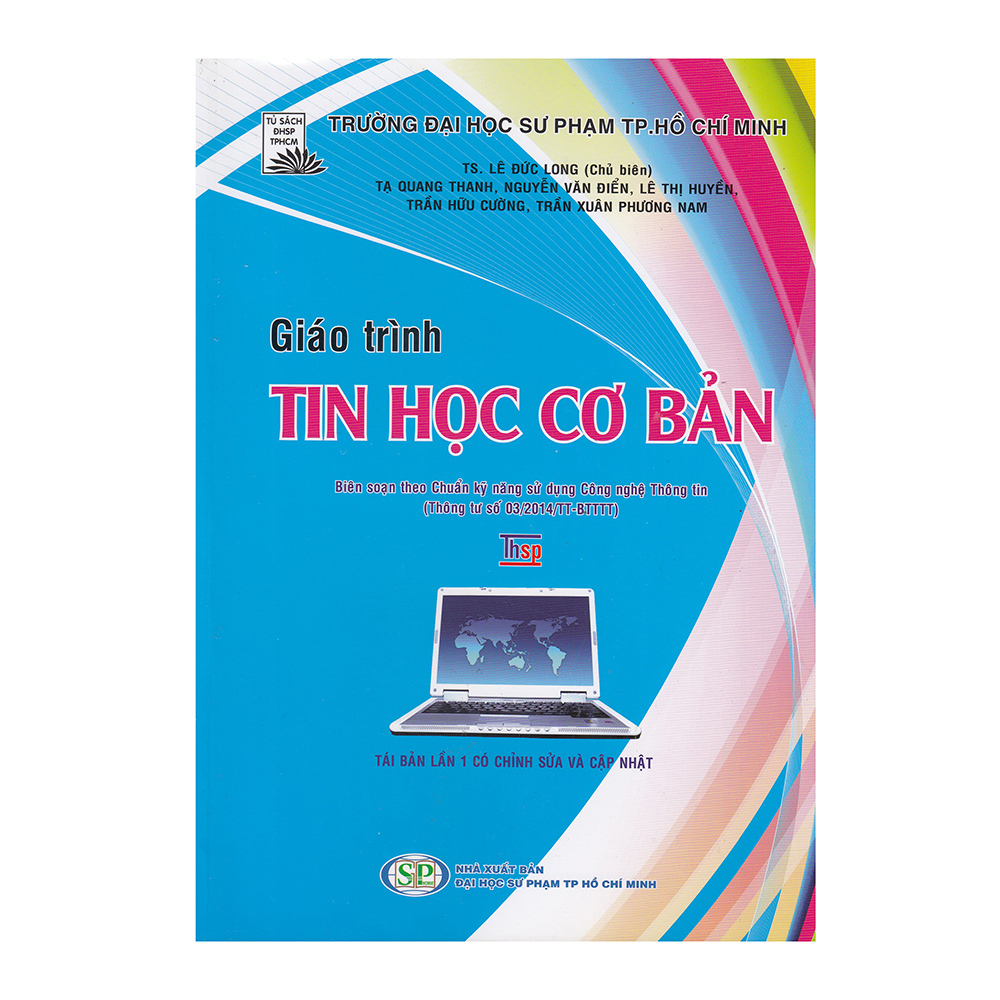 TỦ SÁCH
ĐHSP
TPHCM
TRƯỜNG ĐẠI HỌC SƯ PHẠM TP.HỒ CHÍ MINH
TS. LÊ ĐỨC LONG (Chủ biên)
TẠ QUANG THANH, NGUYỄN VĂN ĐIỂN, LÊ THỊ HUYỀN,
TRẦN HỮU CƯỜNG, TRẦN XUÂN PHƯƠNG NAM
Giáo trình
TIN HỌC CƠ BẢN
Biên soạn theo Chuẩn kỹ năng sử dụng Công nghệ Thông tin
(Thông tư số 03/2014/TT-BTTTT)
Thsp
TÁI BẢN LẦN 1 CÓ CHỈNH SỬA VÀ CẬP NHẬT
SP
NHÀ XUẤT BẢN
ĐẠI HỌC SƯ PHẠM TP HỒ CHÍ MINH